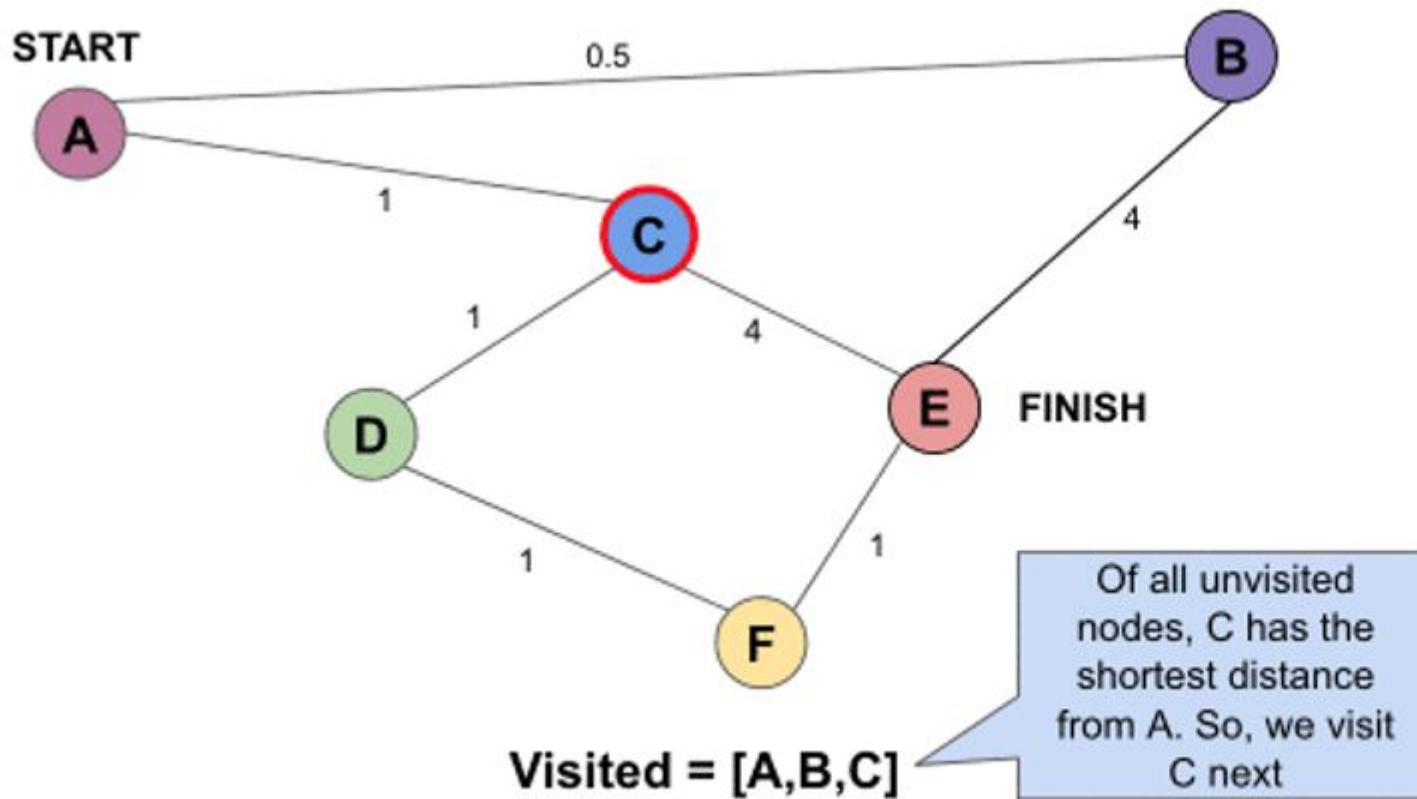 START
0.5
B
A
1
C
4
1
4
D
E
FINISH
1
1
F
Of all unvisited
nodes, C has the
shortest distance
from A. So, we visit
C next
Visited = [A,B,C]